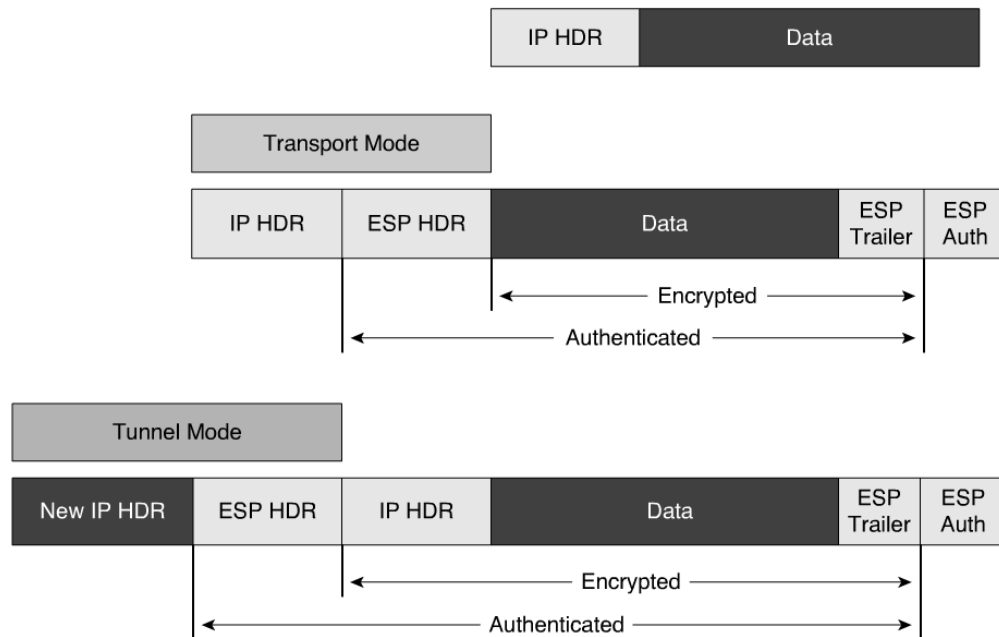 IP HDR Data
Transport Mode
IP HDR ESP HDR Data ESP Trailer ESP Auth
Encrypted
Authenticated
Tunnel Mode
New IP HDR ESP HDR IP HDR Data ESP Trailer ESP Auth
Encrypted
Authenticated